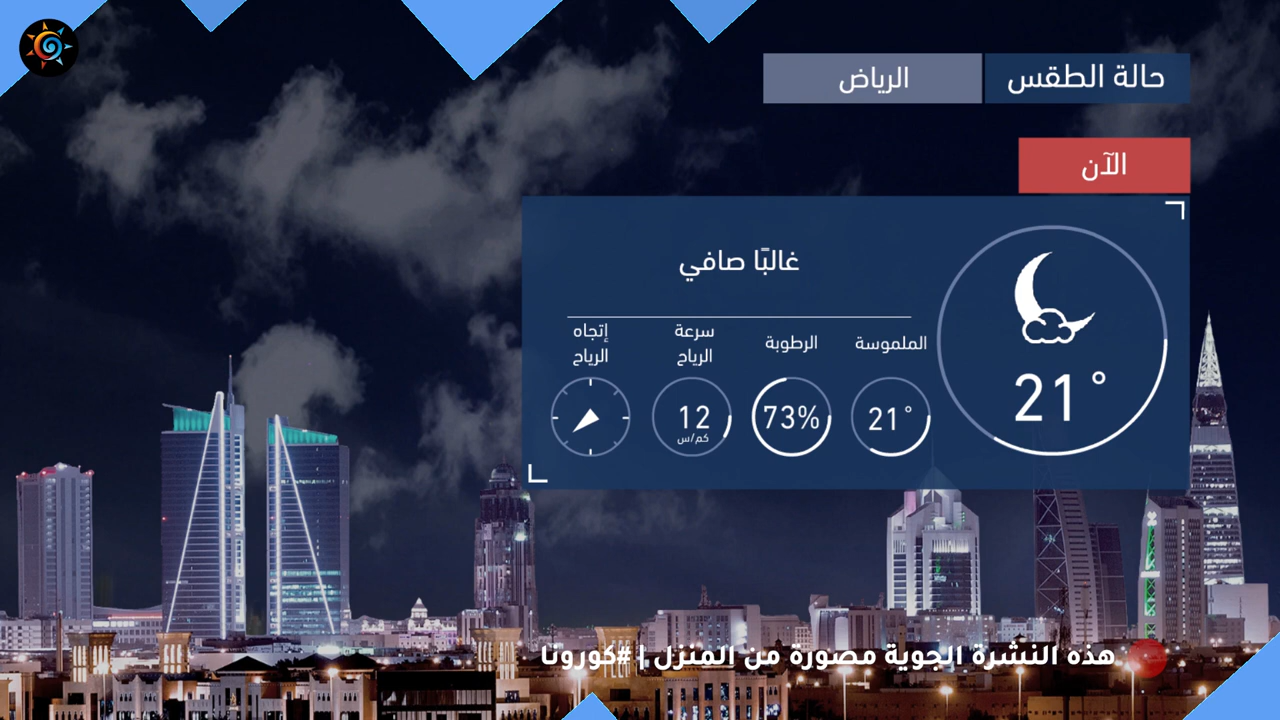 حالة الطقس
الرياض
الآن
غالبًا صافي
21°
الملموسة
21°
الرطوبة
73%
سرعة
الرياح
12
كم/س
إتجاه
الرياح
هذه النشرة الجوية مصورة من المنزل | #كورونا